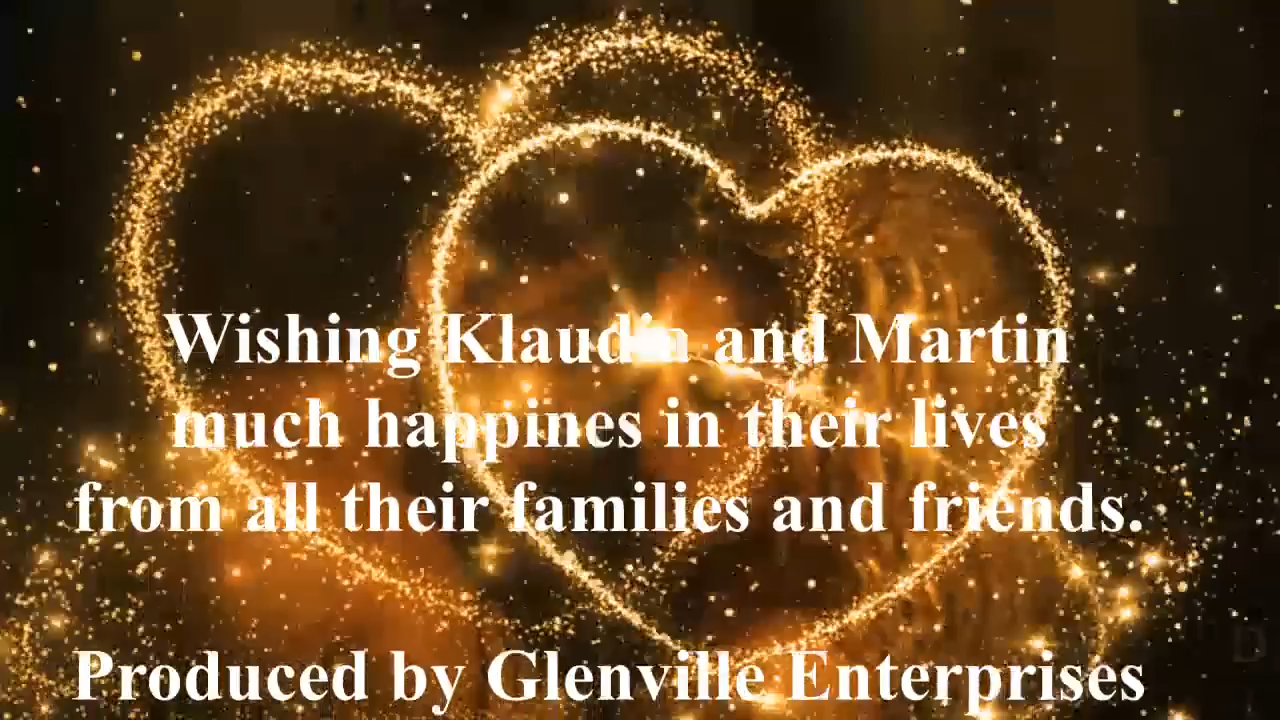 Wishing Klaudia and Martin
much happines in their lives
from all their families and friends.
Produced by Glenville Enterprises